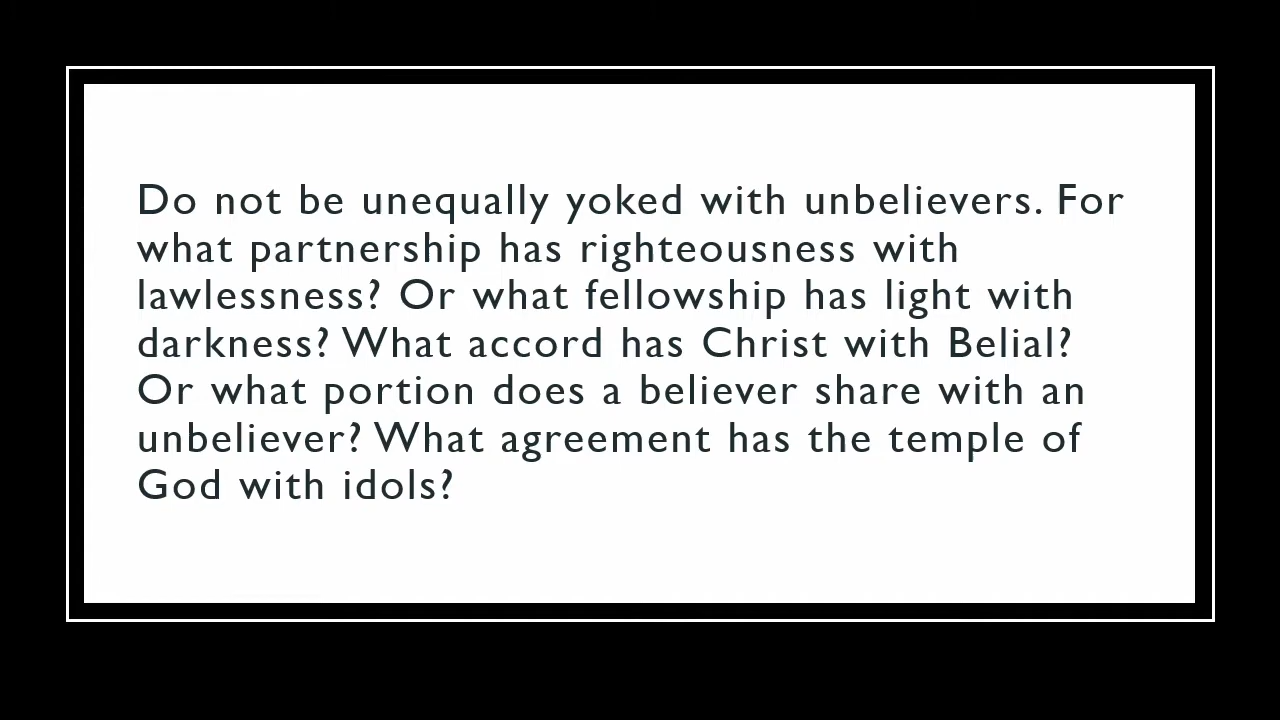 Do not be unequally yoked with unbelievers. For
what partnership has righteousness with
lawlessness? Or what fellowship has light with
darkness? What accord has Christ with Belial?
Or what portion does a believer share with an
unbeliever? What agreement has the temple of
God with idols?